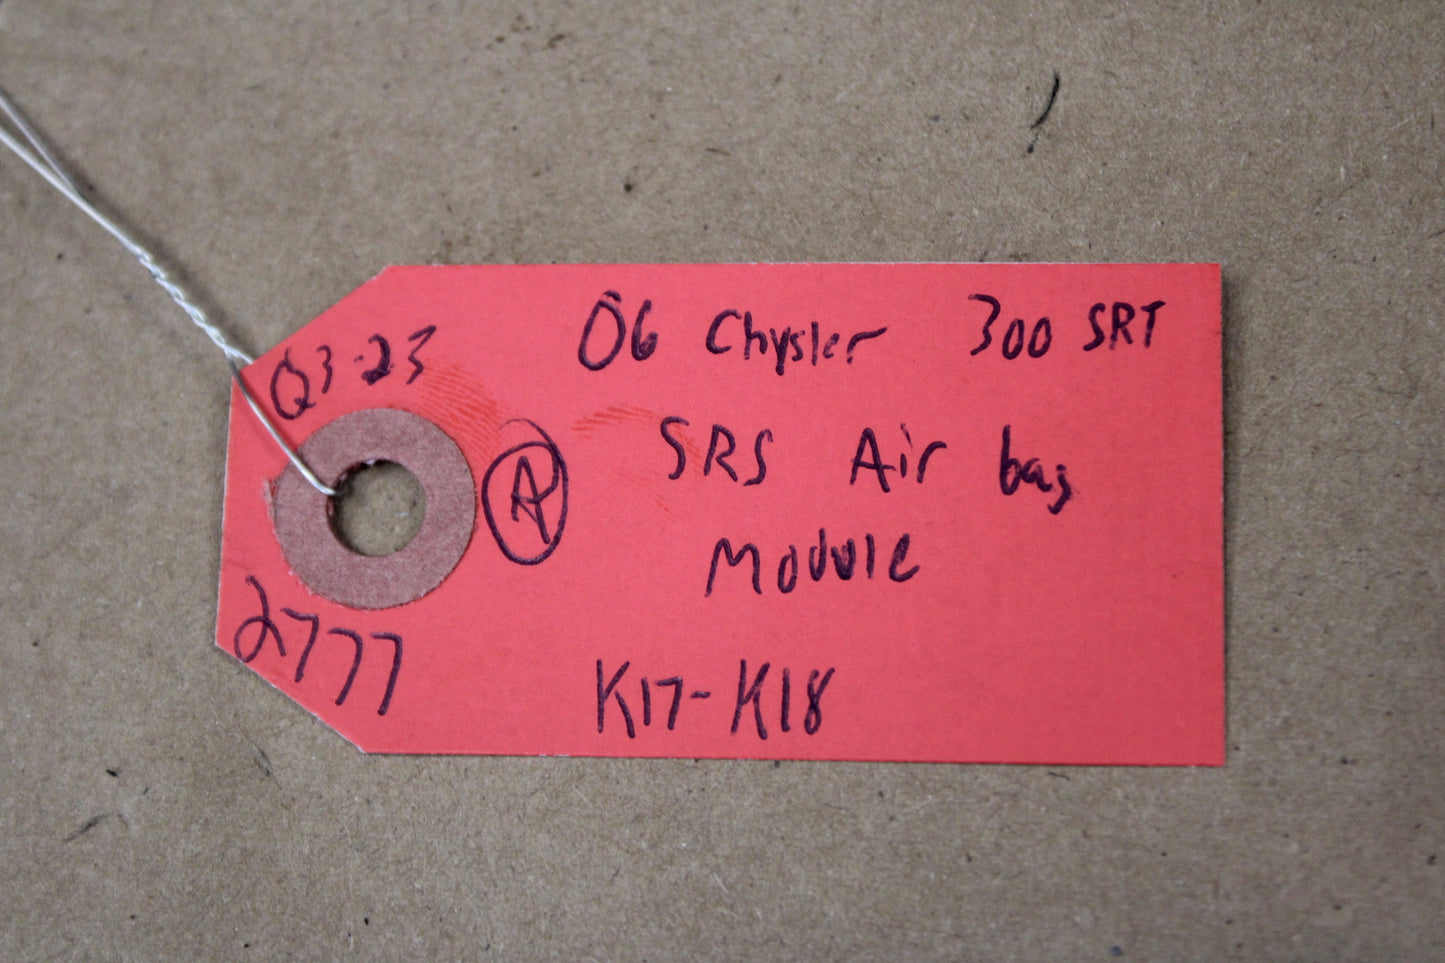 Q3-23
06 Chysler 300 SRT
SRS Air bag
Module
A
2777
K17-K18